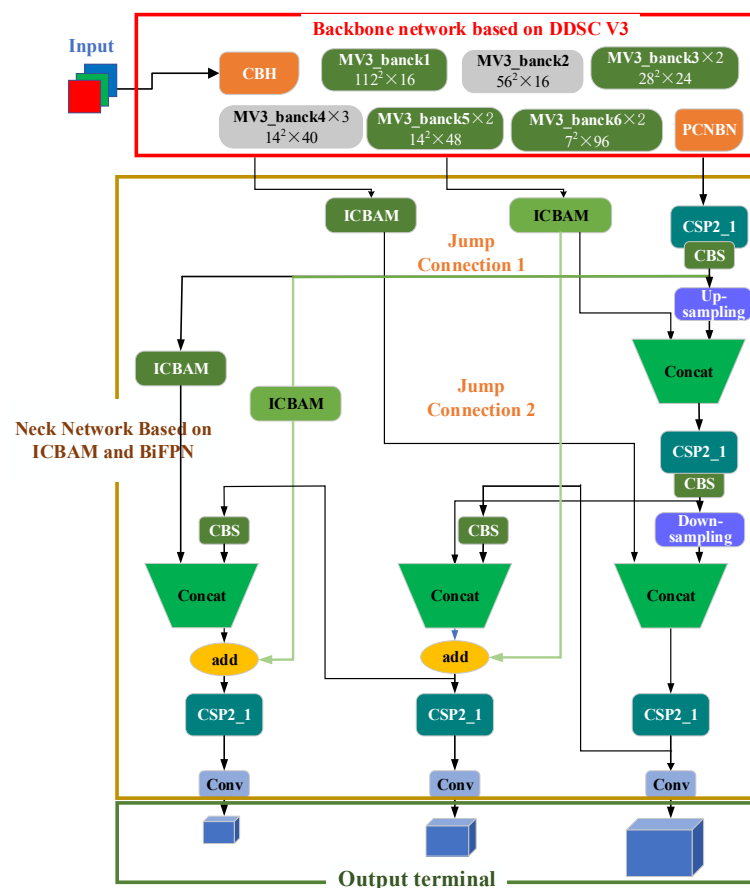 Backbone network based on DDSC V3
Input
CBH
MV3_banck1
112²×16
MV3_banck2
56²×16
MV3_banck3×2
28²×24
MV3_banck4×3
14²×40
MV3_banck5×2
14²×48
MV3_banck6×2
7²×96
PCNBN
ICBAM
ICBAM
CSP2_1
CBS
Jump
Connection 1
Up-
sampling
Concat
ICBAM
ICBAM
Jump
Connection 2
Neck Network Based on
ICBAM and BiFPN
CSP2_1
CBS
CBS
CBS
Down-
sampling
Concat
Concat
Concat
add
add
CSP2_1
CSP2_1
CSP2_1
Conv
Conv
Conv
Output terminal